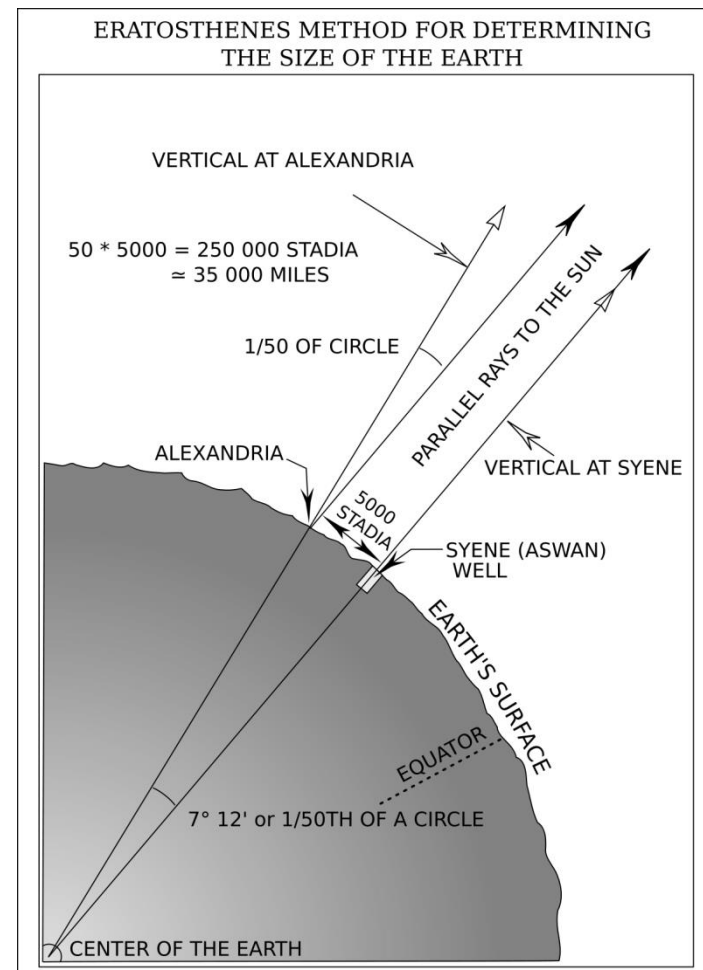 ERATOSTHENES METHOD FOR DETERMINING
THE SIZE OF THE EARTH
VERTICAL AT ALEXANDRIA
50 * 5000 = 250 000 STADIA
≃ 35 000 MILES
1/50 OF CIRCLE
PARALLEL RAYS TO THE SUN
ALEXANDRIA
VERTICAL AT SYENE
5000
STADIA
SYENE (ASWAN)
WELL
EARTH'S SURFACE
EQUATOR
7° 12' or 1/50TH OF A CIRCLE
CENTER OF THE EARTH